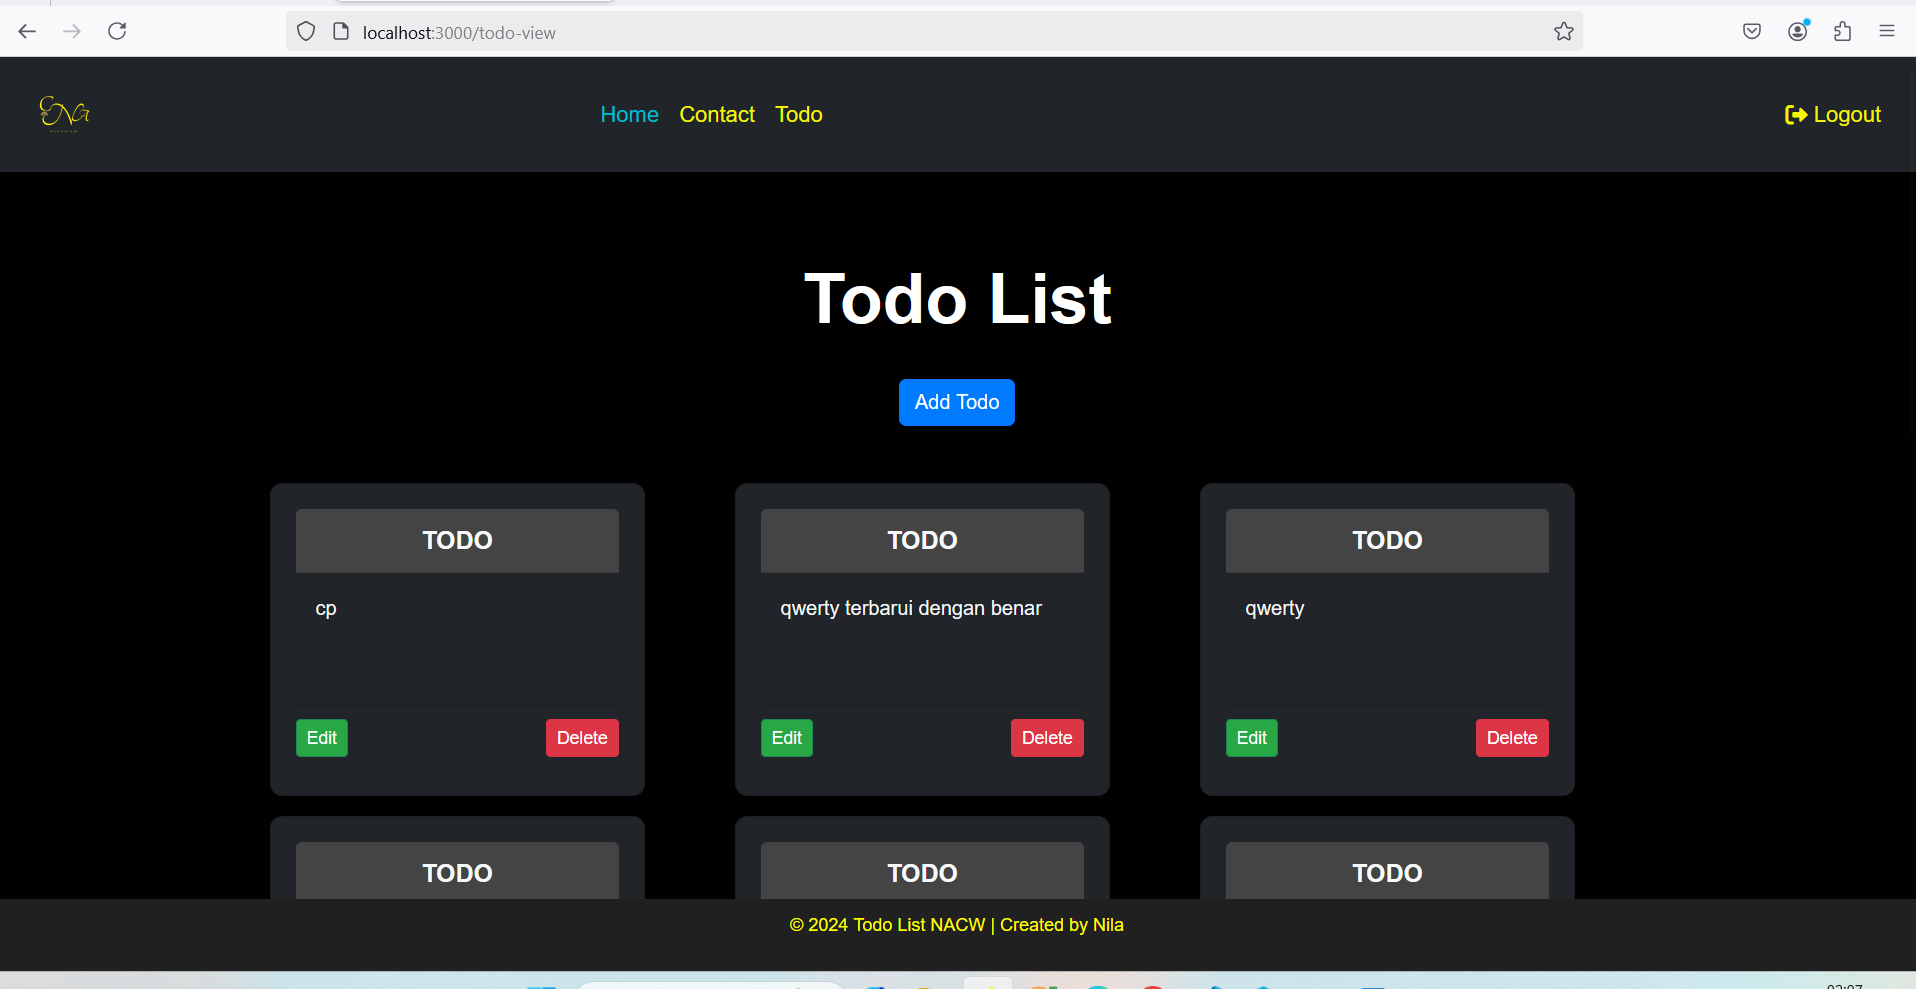 localhost:3000/todo-view
Home Contact Todo
Logout
Todo List
Add Todo
TODO TODO TODO
cp qwerty terbarui dengan benar qwerty
Edit Delete Edit Delete Edit Delete
TODO TODO TODO
© 2024 Todo List NACW | Created by Nila